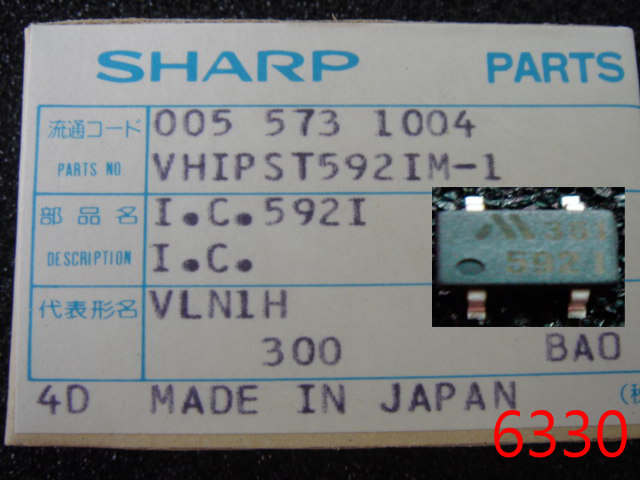 SHARP PARTS
流通コード 005 573 1004
PARTS NO. VHIPST592IM-1
部品名 I.C.592I
DESCRIPTION I.C.
代表形名 VLN1H
300 BAO
4D MADE IN JAPAN
592I
6330